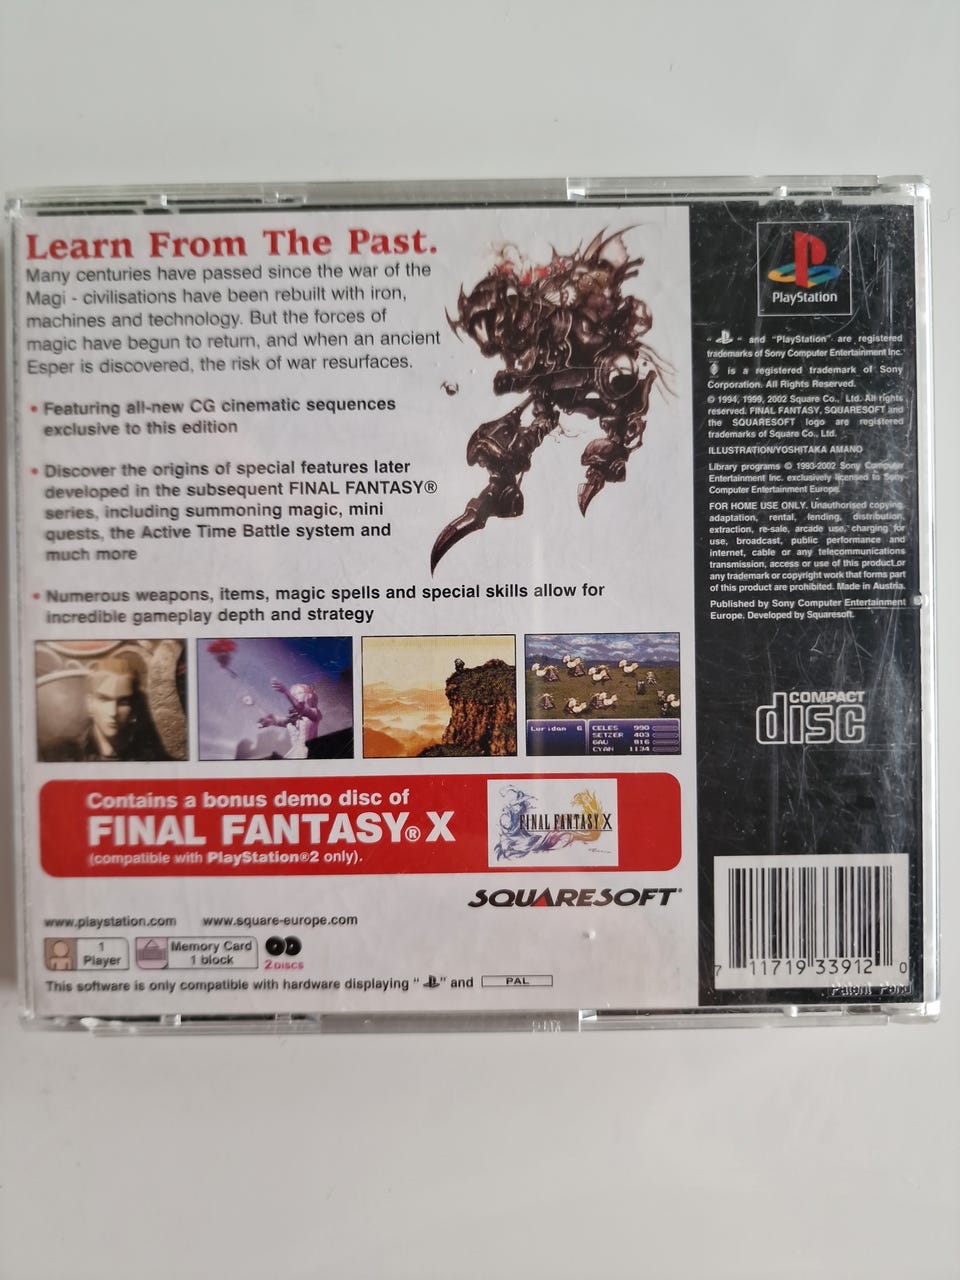 Learn From The Past.
Many centuries have passed since the war of the
Magi - civilisations have been rebuilt with iron,
machines and technology. But the forces of
magic have begun to return, and when an ancient
Esper is discovered, the risk of war resurfaces.
• Featuring all-new CG cinematic sequences
exclusive to this edition
• Discover the origins of special features later
developed in the subsequent FINAL FANTASY®
series, including summoning magic, mini
quests, the Active Time Battle system and
much more
• Numerous weapons, items, magic spells and special skills allow for
incredible gameplay depth and strategy
Luridan 6
CELES 990
SETZER 403
GAU 816
CYAN 1134
Contains a bonus demo disc of
FINAL FANTASY® X
(compatible with PlayStation®2 only).
FINAL FANTASY X
SQUARESOFT®
www.playstation.com www.square-europe.com
1
Player
Memory Card
1 block
2 DISCS
This software is only compatible with hardware displaying " " and PAL
PlayStation
" " and "PlayStation" are registered
trademarks of Sony Computer Entertainment Inc.
is a registered trademark of Sony
Corporation. All Rights Reserved.
© 1994, 1999, 2002 Square Co., Ltd. All rights
reserved. FINAL FANTASY, SQUARESOFT and
the SQUARESOFT logo are registered
trademarks of Square Co., Ltd.
ILLUSTRATION/YOSHITAKA AMANO
Library programs © 1993-2002 Sony Computer
Entertainment Inc. exclusively licensed to Sony
Computer Entertainment Europe.
FOR HOME USE ONLY. Unauthorised copying,
adaptation, rental, lending, distribution,
extraction, re-sale, arcade use, charging for
use, broadcast, public performance and
internet, cable or any telecommunications
transmission, access or use of this product or
any trademark or copyright work that forms part
of this product are prohibited. Made in Austria.
Published by Sony Computer Entertainment
Europe. Developed by Squaresoft.
COMPACT
disc
7 11719 33912 0
Patent Pend